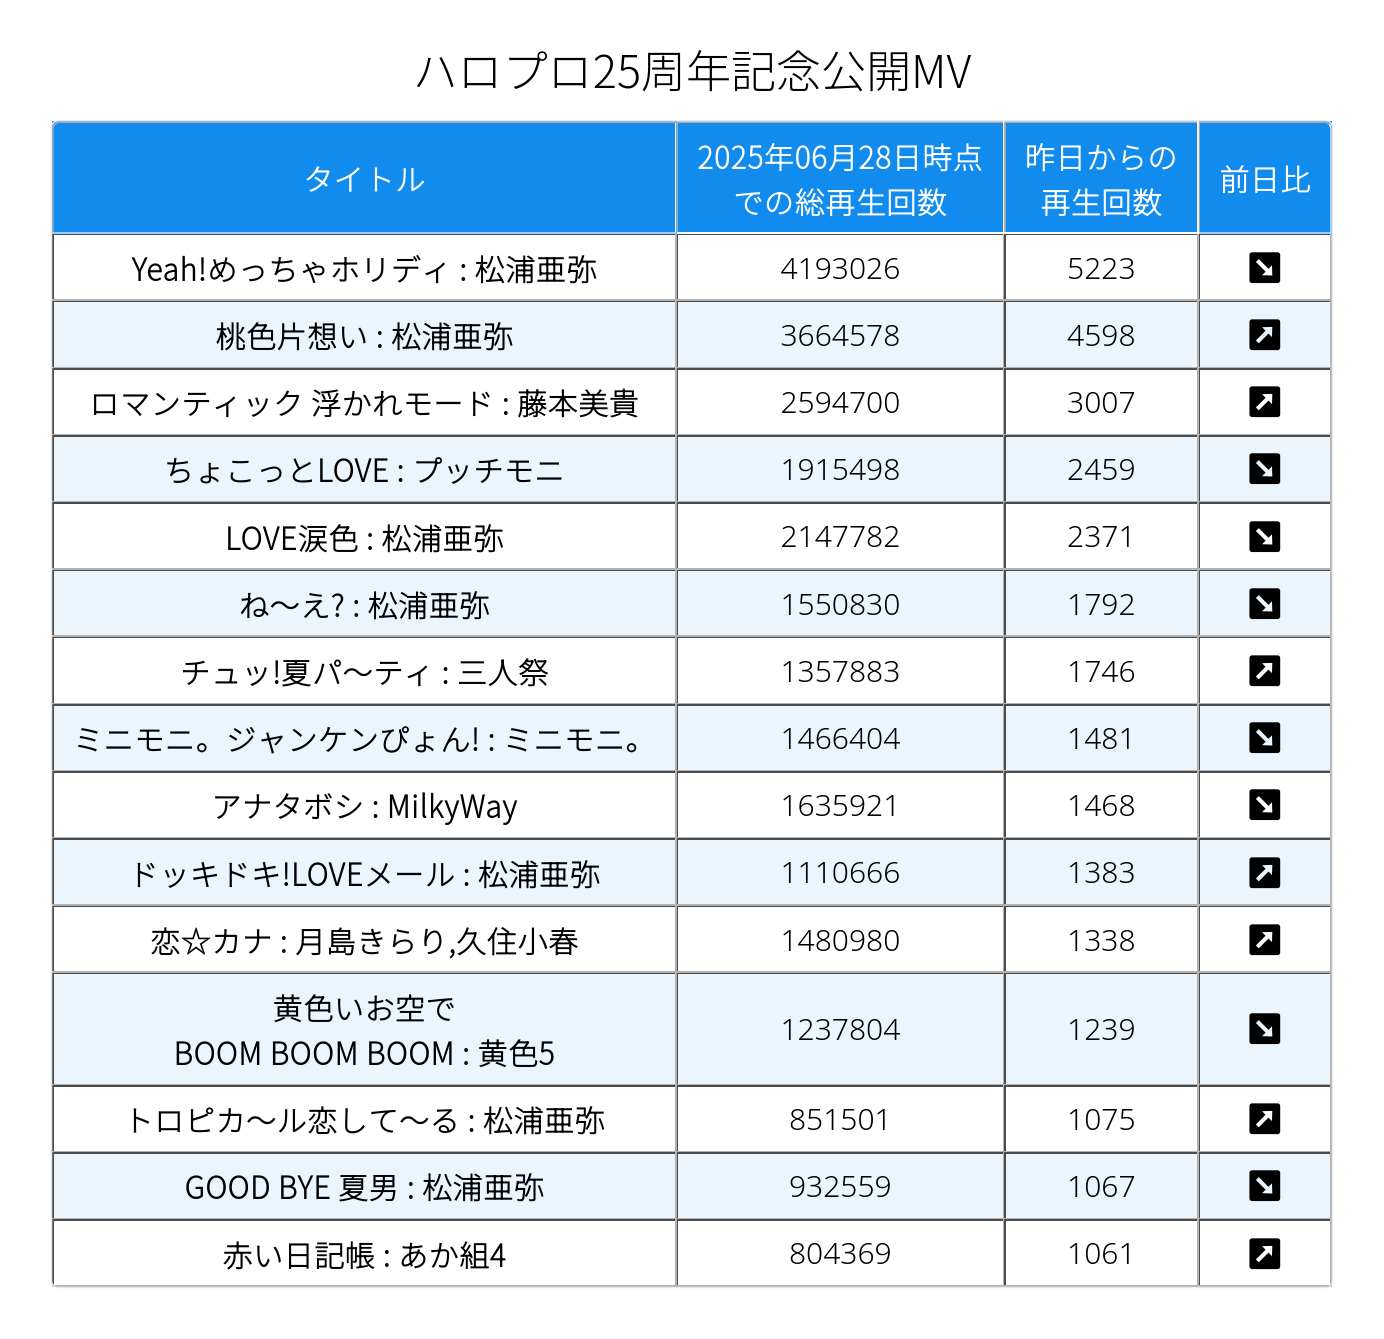 ハロプロ25周年記念公開MV
タイトル
2025年06月28日時点
での総再生回数
昨日からの
再生回数
前日比
Yeah!めっちゃホリディ : 松浦亜弥 4193026 5223
桃色片想い : 松浦亜弥 3664578 4598
ロマンティック 浮かれモード : 藤本美貴 2594700 3007
ちょこっとLOVE : プッチモニ 1915498 2459
LOVE涙色 : 松浦亜弥 2147782 2371
ね〜え? : 松浦亜弥 1550830 1792
チュッ!夏パ〜ティ : 三人祭 1357883 1746
ミニモニ。ジャンケンぴょん! : ミニモニ。 1466404 1481
アナタボシ : MilkyWay 1635921 1468
ドッキドキ!LOVEメール : 松浦亜弥 1110666 1383
恋☆カナ : 月島きらり,久住小春 1480980 1338
黄色いお空で
BOOM BOOM BOOM : 黄色5 1237804 1239
トロピカ〜ル恋して〜る : 松浦亜弥 851501 1075
GOOD BYE 夏男 : 松浦亜弥 932559 1067
赤い日記帳 : あか組4 804369 1061